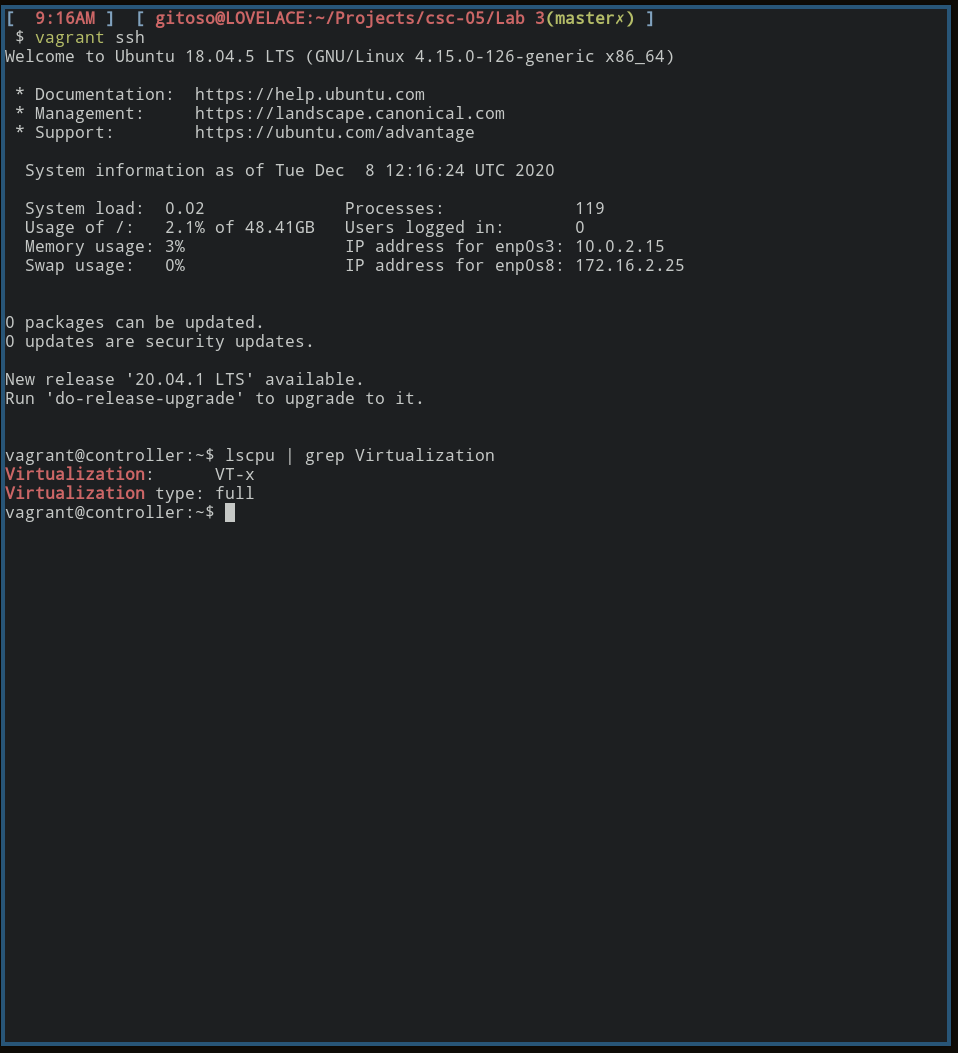 [  9:16AM ]  [ gitoso@LOVELACE:~/Projects/csc-05/Lab 3(master✗) ]
 $ vagrant ssh
Welcome to Ubuntu 18.04.5 LTS (GNU/Linux 4.15.0-126-generic x86_64)
 * Documentation:  https://help.ubuntu.com
 * Management:     https://landscape.canonical.com
 * Support:        https://ubuntu.com/advantage
  System information as of Tue Dec  8 12:16:24 UTC 2020
  System load:  0.02              Processes:             119
  Usage of /:   2.1% of 48.41GB   Users logged in:       0
  Memory usage: 3%                IP address for enp0s3: 10.0.2.15
  Swap usage:   0%                IP address for enp0s8: 172.16.2.25
0 packages can be updated.
0 updates are security updates.
New release '20.04.1 LTS' available.
Run 'do-release-upgrade' to upgrade to it.
vagrant@controller:~$ lscpu | grep Virtualization
Virtualization:      VT-x
Virtualization type: full
vagrant@controller:~$